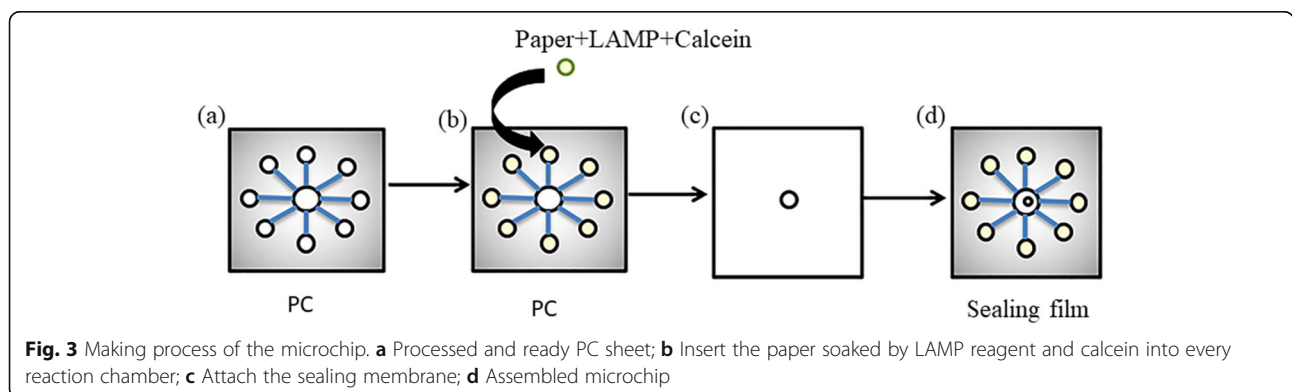 Paper+LAMP+Calcein
(a)
(b)
(c)
(d)
PC
PC
Sealing film
Fig. 3 Making process of the microchip. a Processed and ready PC sheet; b Insert the paper soaked by LAMP reagent and calcein into every
reaction chamber; c Attach the sealing membrane; d Assembled microchip